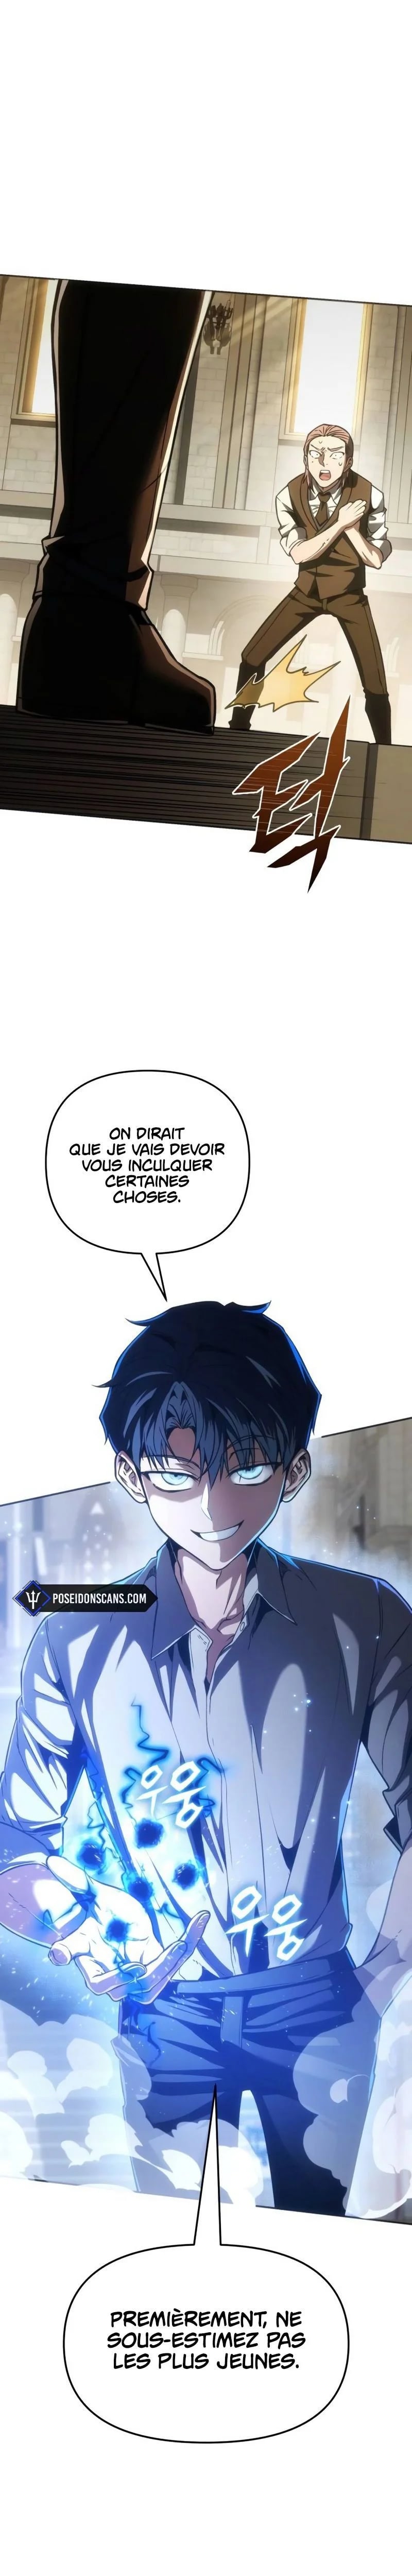 턱
ON DIRAIT
QUE JE VAIS DEVOIR
VOUS INCULQUER
CERTAINES
CHOSES.
POSEIDONSCANS.COM
우웅
우웅
PREMIÈREMENT, NE
SOUS-ESTIMEZ PAS
LES PLUS JEUNES.